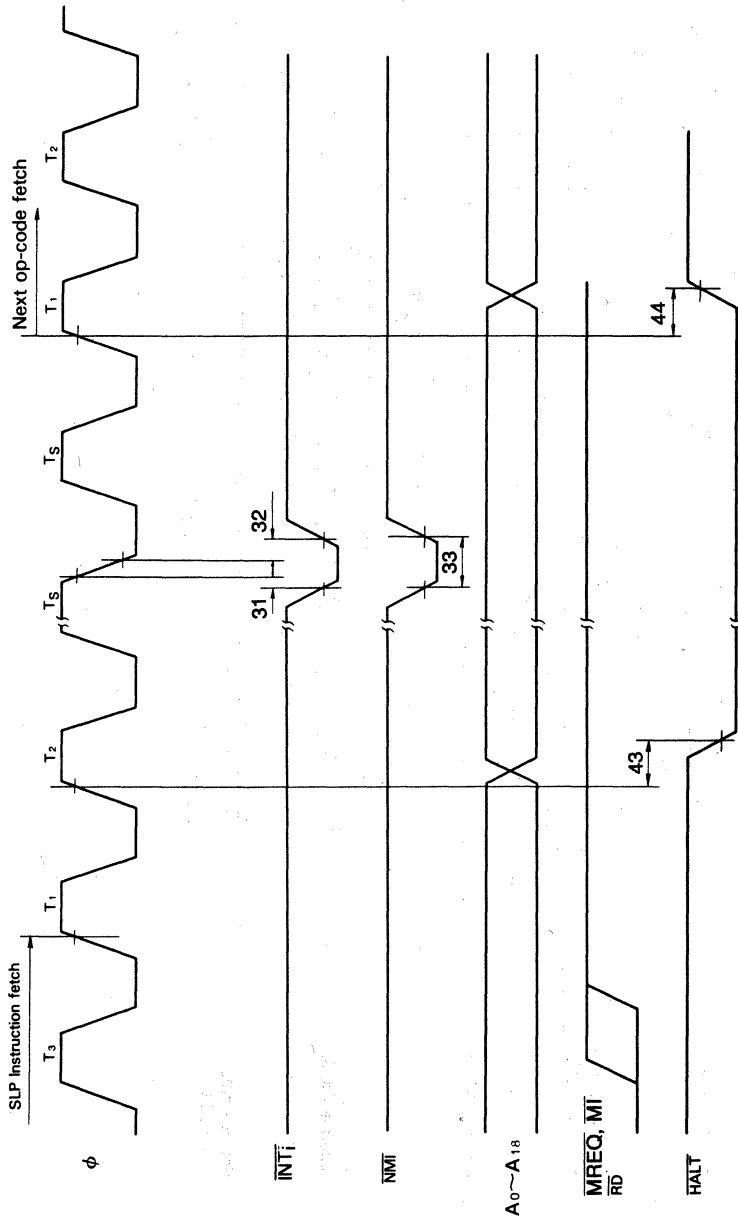 SLP Instruction fetch
Next op-code fetch
φ
T3
T1
T2
TS
TS
T1
T2
INTi
31
32
NMI
33
A0~A18
MREQ, MI
RD
HALT
43
44